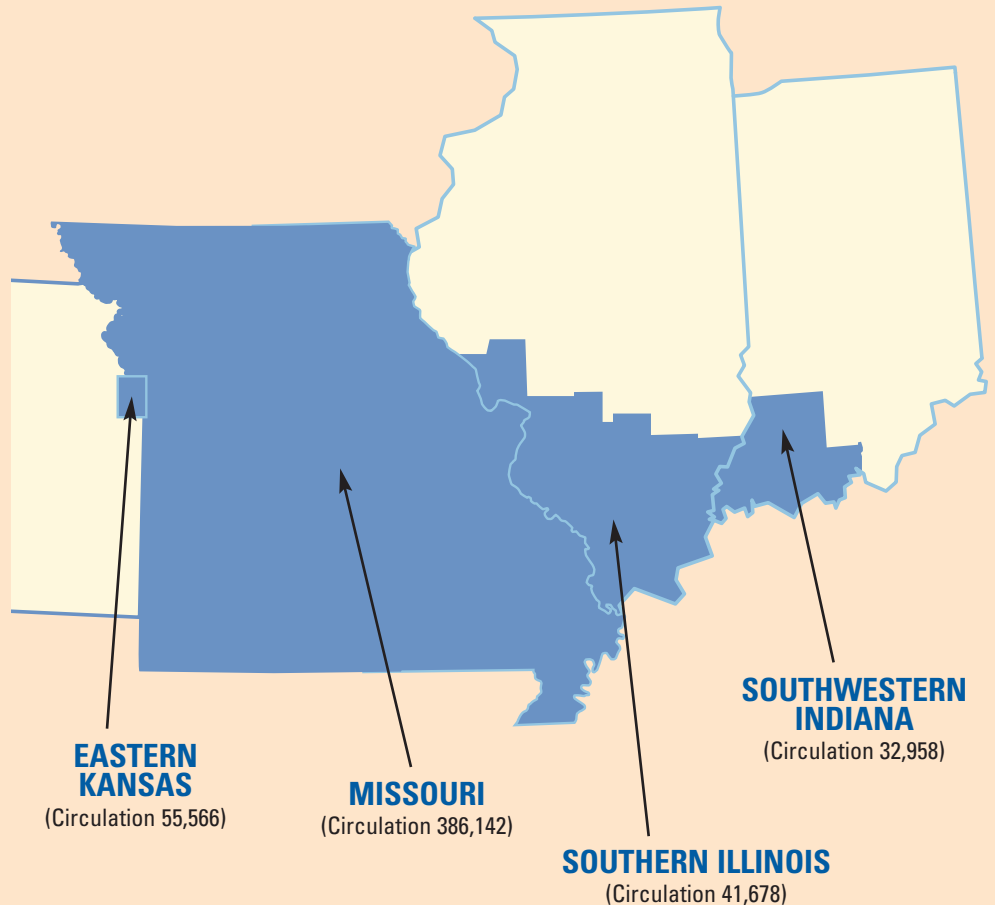 EASTERN
KANSAS
(Circulation 55,566)
MISSOURI
(Circulation 386,142)
SOUTHERN ILLINOIS
(Circulation 41,678)
SOUTHWESTERN
INDIANA
(Circulation 32,958)